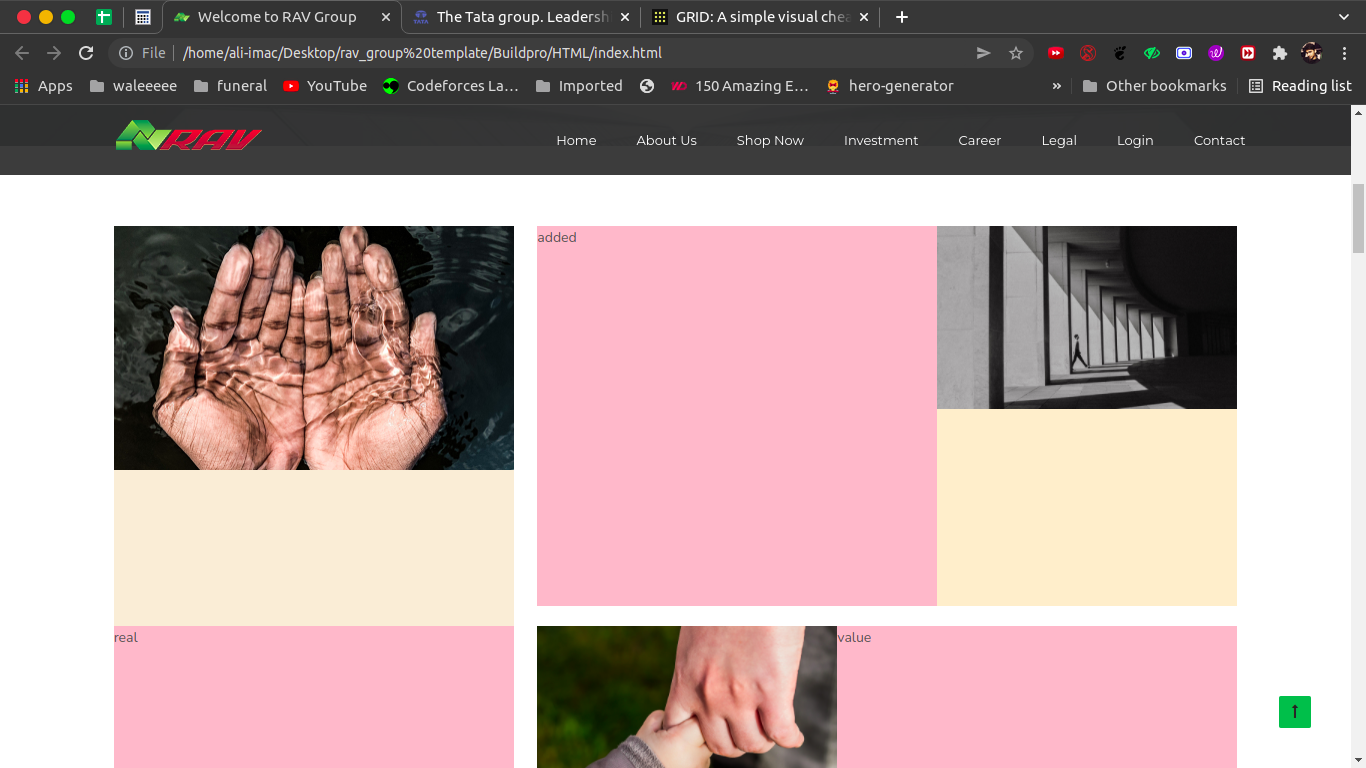 Welcome to RAV Group
The Tata group. Leadersh
GRID: A simple visual chea
File
/home/ali-imac/Desktop/rav_group%20template/Buildpro/HTML/index.html
Apps
waleeeee
funeral
YouTube
Codeforces La...
Imported
150 Amazing E...
hero-generator
»
Other bookmarks
Reading list
RAV
Home
About Us
Shop Now
Investment
Career
Legal
Login
Contact
added
real
value